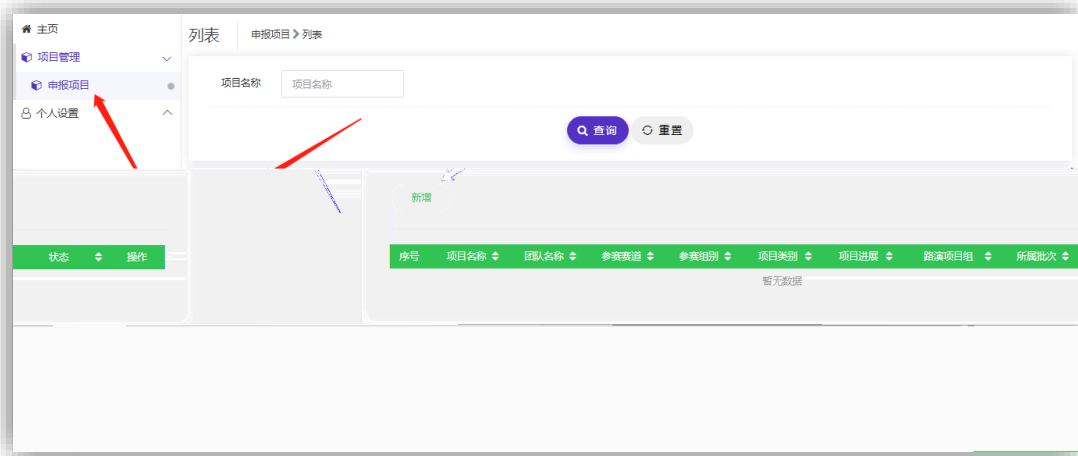 主页
列表 申报项目 列表
项目管理
申报项目
项目名称 项目名称
个人设置
查询 重置
新增
状态 操作 序号 项目名称 团队名称 参赛赛道 参赛组别 项目类别 项目进展 路演项目组 所属批次
暂无数据